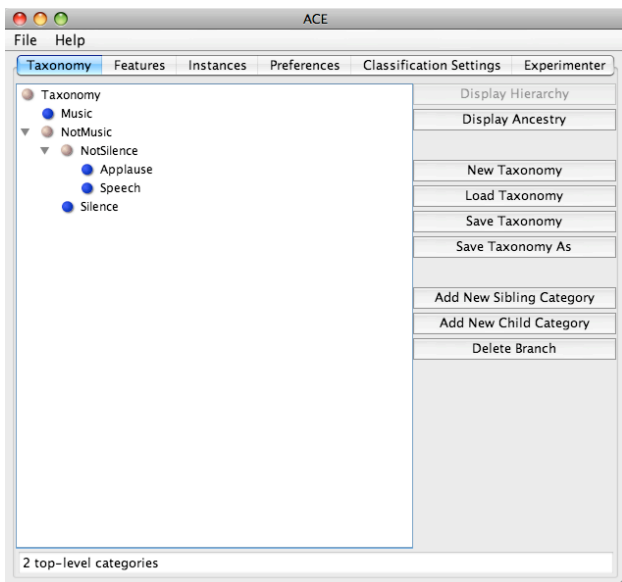 ACE
File Help
Taxonomy Features Instances Preferences Classification Settings Experimenter
Taxonomy
Music
NotMusic
NotSilence
Applause
Speech
Silence
Display Hierarchy
Display Ancestry
New Taxonomy
Load Taxonomy
Save Taxonomy
Save Taxonomy As
Add New Sibling Category
Add New Child Category
Delete Branch
2 top-level categories